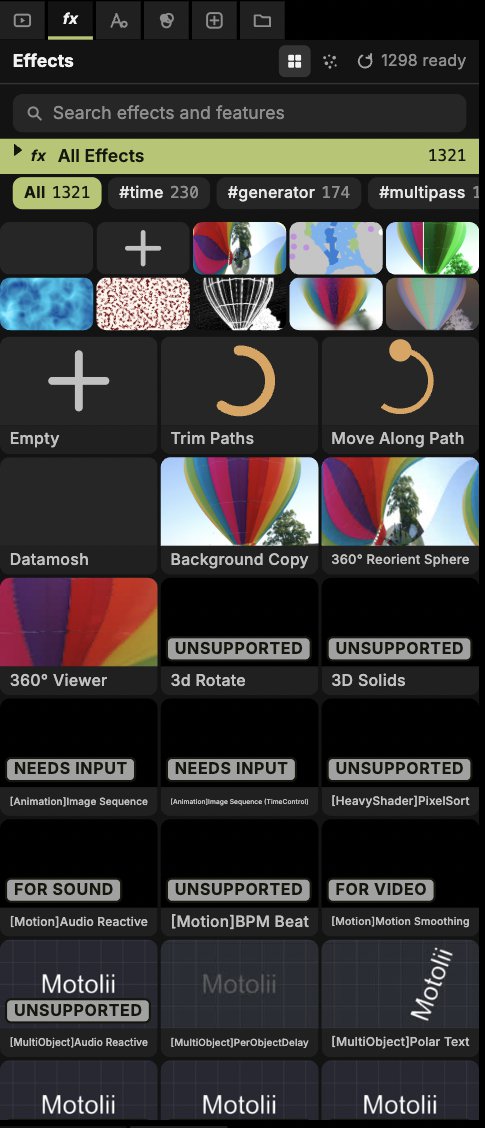 fx
A
Effects
1298 ready
Search effects and features
fx All Effects 1321
All 1321 #time 230 #generator 174 #multipass
Empty Trim Paths Move Along Path
Datamosh Background Copy 360° Reorient Sphere
UNSUPPORTED UNSUPPORTED
360° Viewer 3d Rotate 3D Solids
NEEDS INPUT NEEDS INPUT UNSUPPORTED
[Animation]Image Sequence [Animation]Image Sequence (TimeControl) [HeavyShader]PixelSort
FOR SOUND UNSUPPORTED FOR VIDEO
[Motion]Audio Reactive [Motion]BPM Beat [Motion]Motion Smoothing
Motolii Motolii Motolii
UNSUPPORTED
[MultiObject]Audio Reactive [MultiObject]PerObjectDelay [MultiObject]Polar Text
Motolii Motolii Motolii